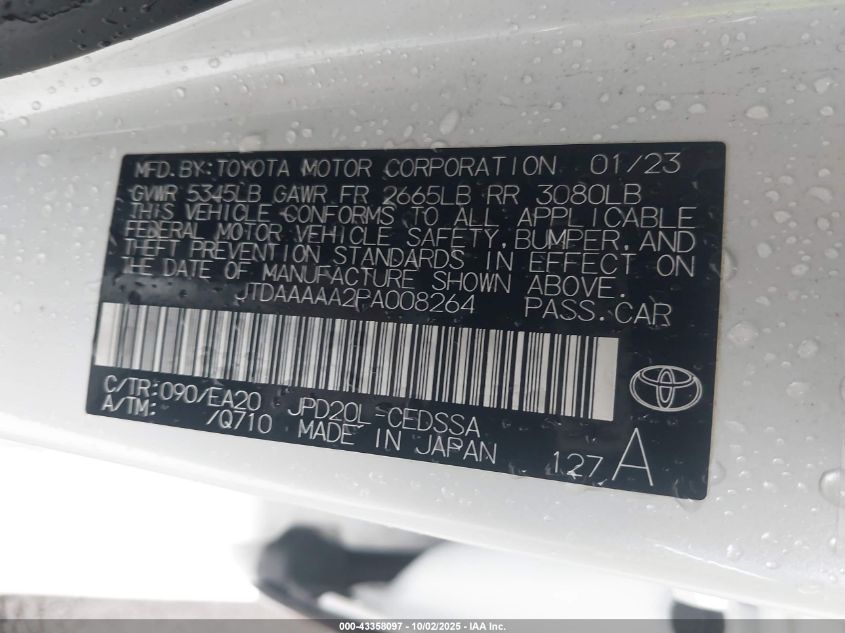 MFD.BY:TOYOTA MOTOR CORPORATION 01/23
GVWR 5345LB GAWR FR 2665LB RR 3080LB
THIS VEHICLE CONFORMS TO ALL APPLICABLE
FEDERAL MOTOR VEHICLE SAFETY,BUMPER,AND
THEFT PREVENTION STANDARDS IN EFFECT ON
THE DATE OF MANUFACTURE SHOWN ABOVE.
JTDAAAAA2PA008264 PASS.CAR
C/TR:090/EA20 JPD20L-CEDSSA
A/TM: /Q710 MADE IN JAPAN 127 A
000-43358097 - 10/02/2025 - IAA Inc.